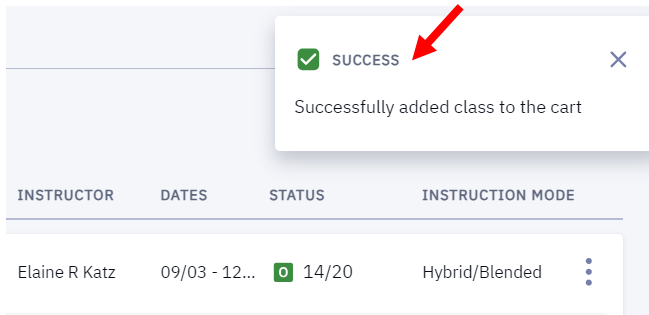 SUCCESS
Successfully added class to the cart
INSTRUCTOR DATES STATUS INSTRUCTION MODE
Elaine R Katz 09/03 - 12... O 14/20 Hybrid/Blended